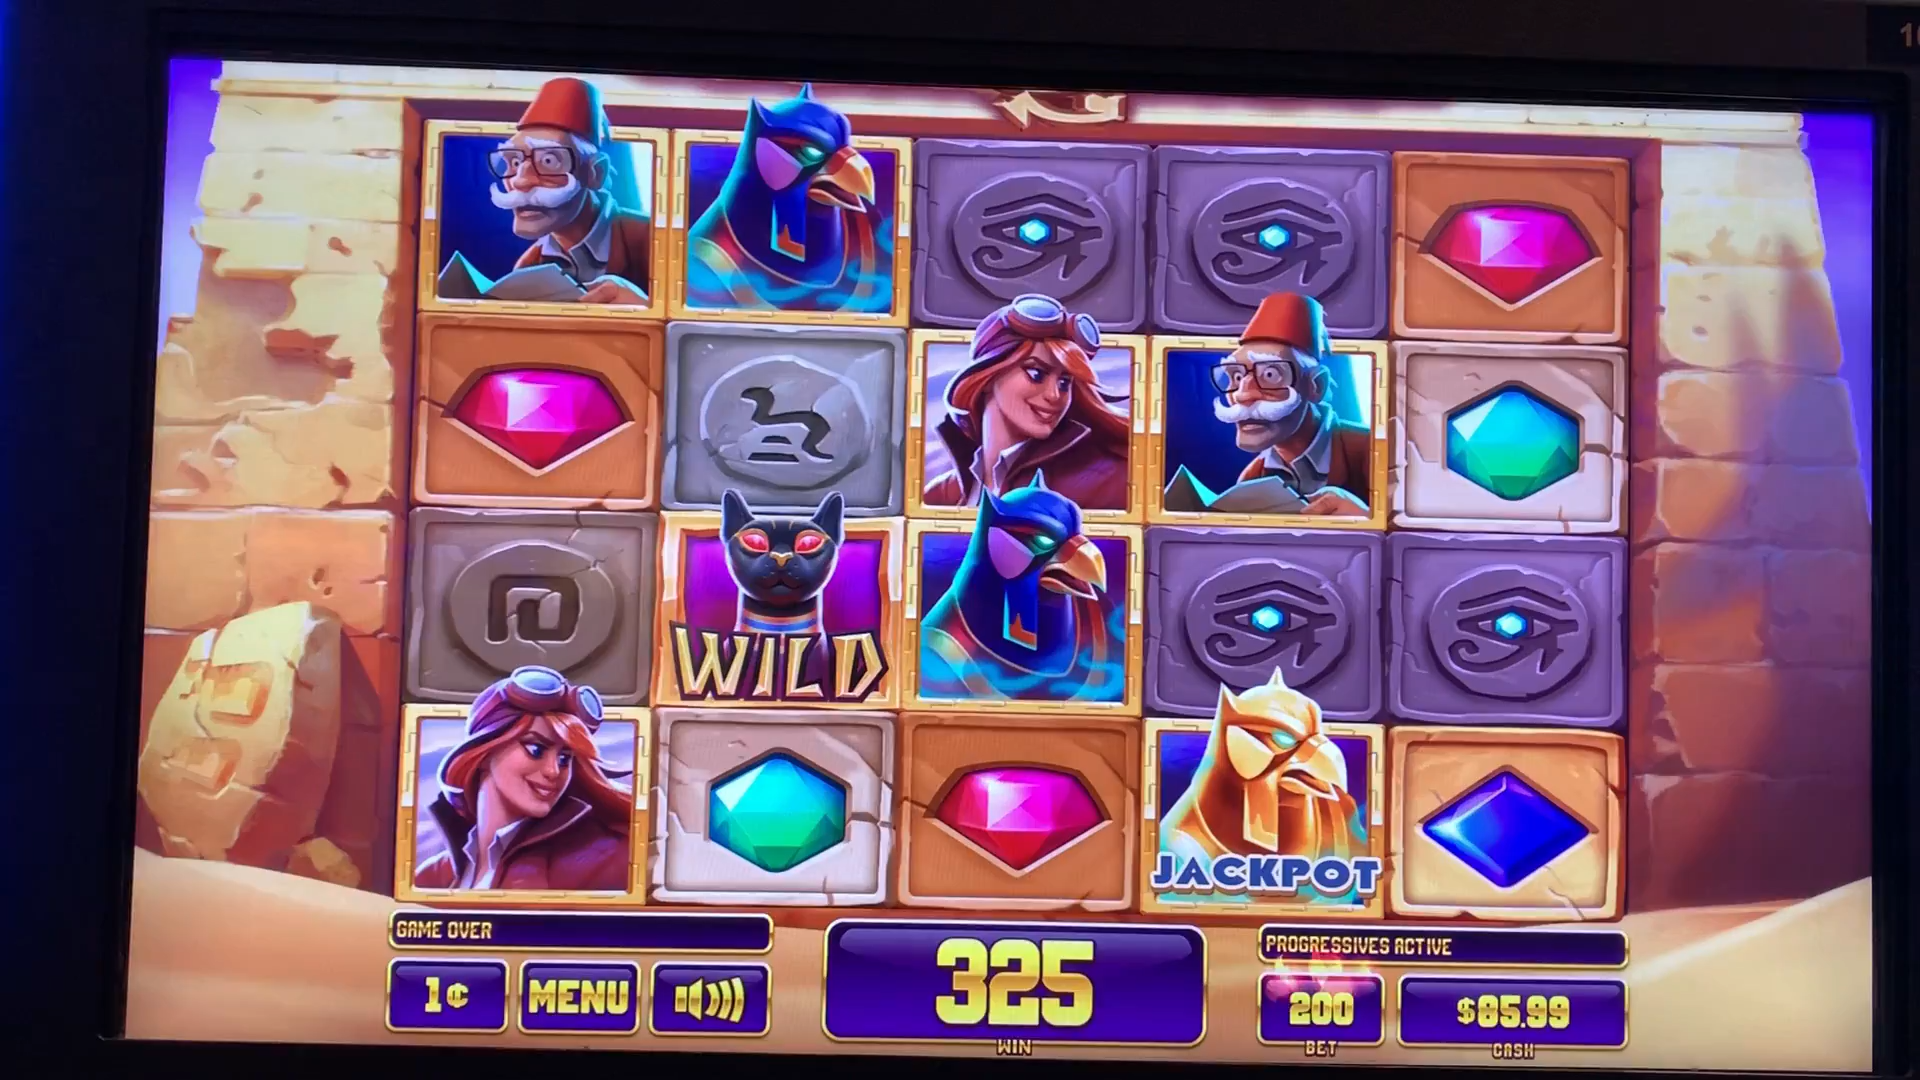 WILD
JACKPOT
GAME OVER
PROGRESSIVES ACTIVE
1¢
MENU
325
200
$85.99
WIN
BET
CASH